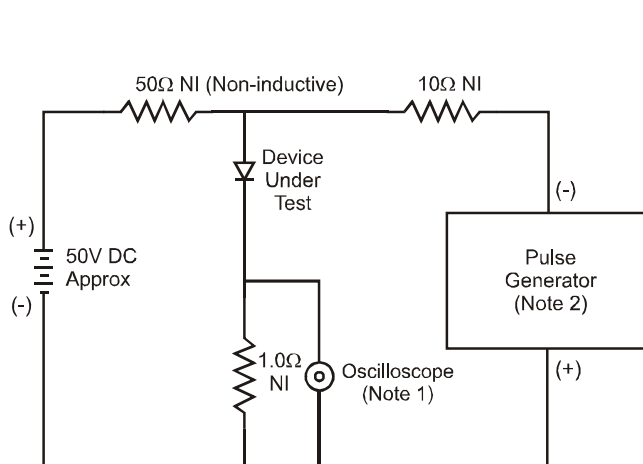 50Ω NI (Non-inductive)
10Ω NI
Device
Under
Test
(-)
(+)
50V DC
Approx
(-)
Pulse
Generator
(Note 2)
1.0Ω
NI
Oscilloscope
(Note 1)
(+)